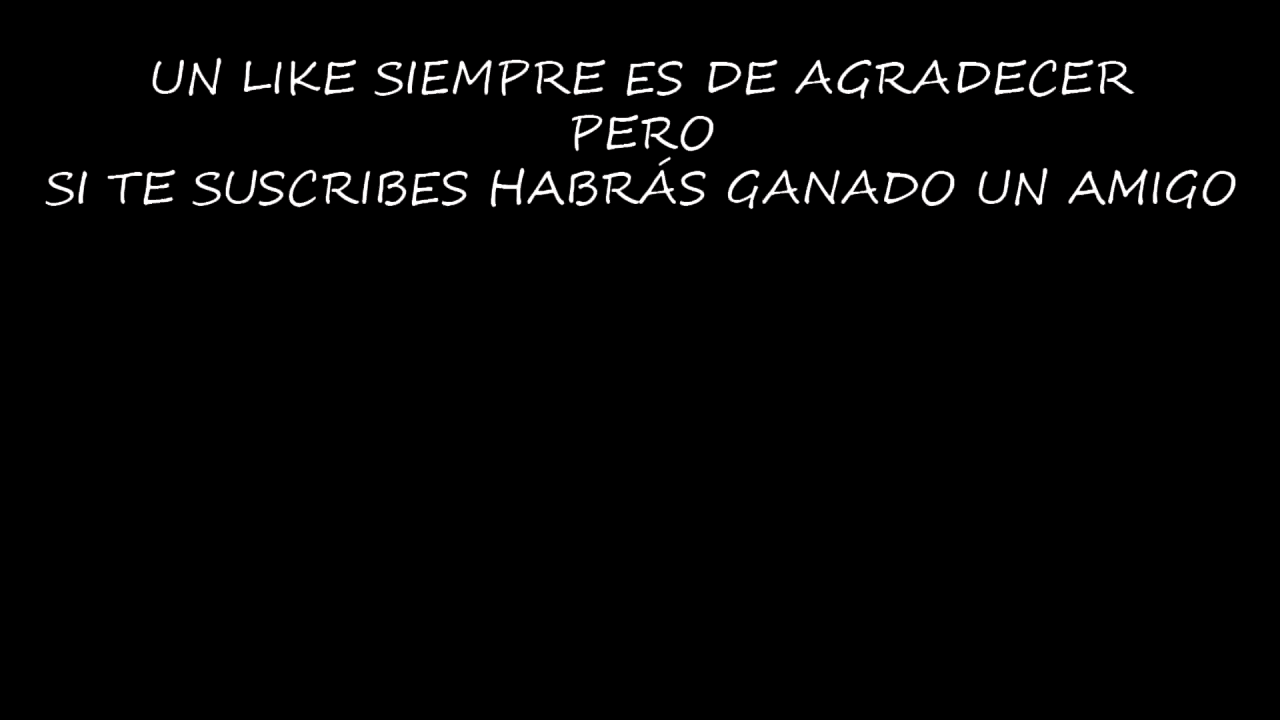 UN LIKE SIEMPRE ES DE AGRADECER
PERO
SI TE SUSCRIBES HABRÁS GANADO UN AMIGO